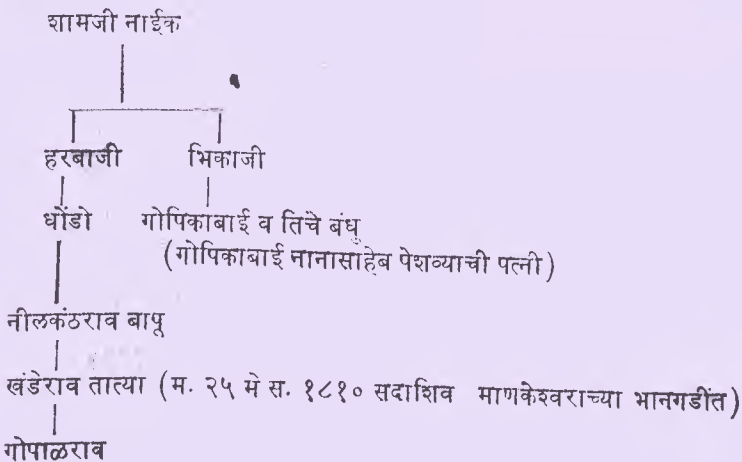 शामजी नाईक
हरबाजी भिकाजी
धोंडो गोपिकाबाई व तिचे बंधु
(गोपिकाबाई नानासाहेब पेशव्याची पत्नी)
नीलकंठराव बापू
खंडेराव तात्या (म. २५ मे स. १८१० सदाशिव माणकेश्वराच्या भानगडींत)
गोपाळराव